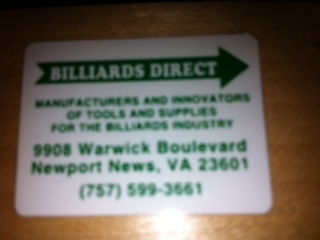 BILLIARDS DIRECT
MANUFACTURERS AND INNOVATORS
OF TOOLS AND SUPPLIES
FOR THE BILLIARDS INDUSTRY
9908 Warwick Boulevard
Newport News, VA 23601
(757) 599-3661